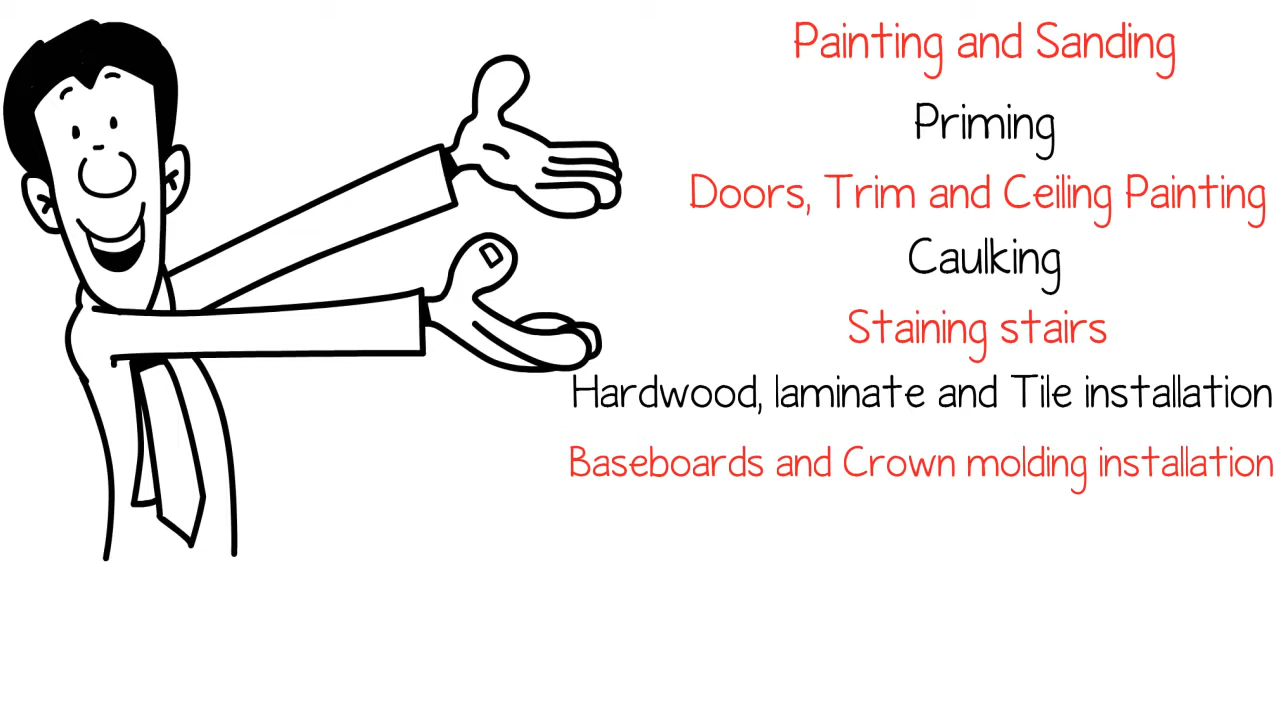 Painting and Sanding
Priming
Doors, Trim and Ceiling Painting
Caulking
Staining stairs
Hardwood, laminate and Tile installation
Baseboards and Crown molding installation